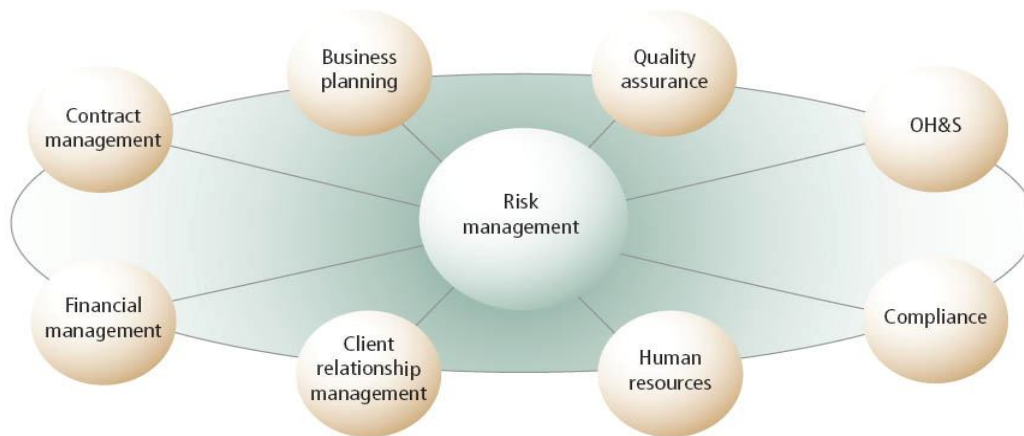 Business
planning
Quality
assurance
Contract
management
OH&S
Risk
management
Financial
management
Client
relationship
management
Human
resources
Compliance